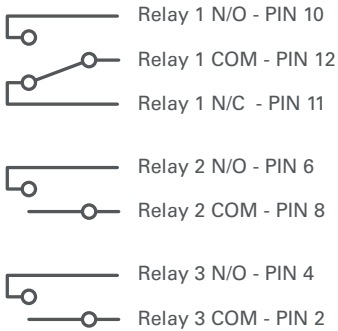 Relay 1 N/O - PIN 10
Relay 1 COM - PIN 12
Relay 1 N/C - PIN 11
Relay 2 N/O - PIN 6
Relay 2 COM - PIN 8
Relay 3 N/O - PIN 4
Relay 3 COM - PIN 2